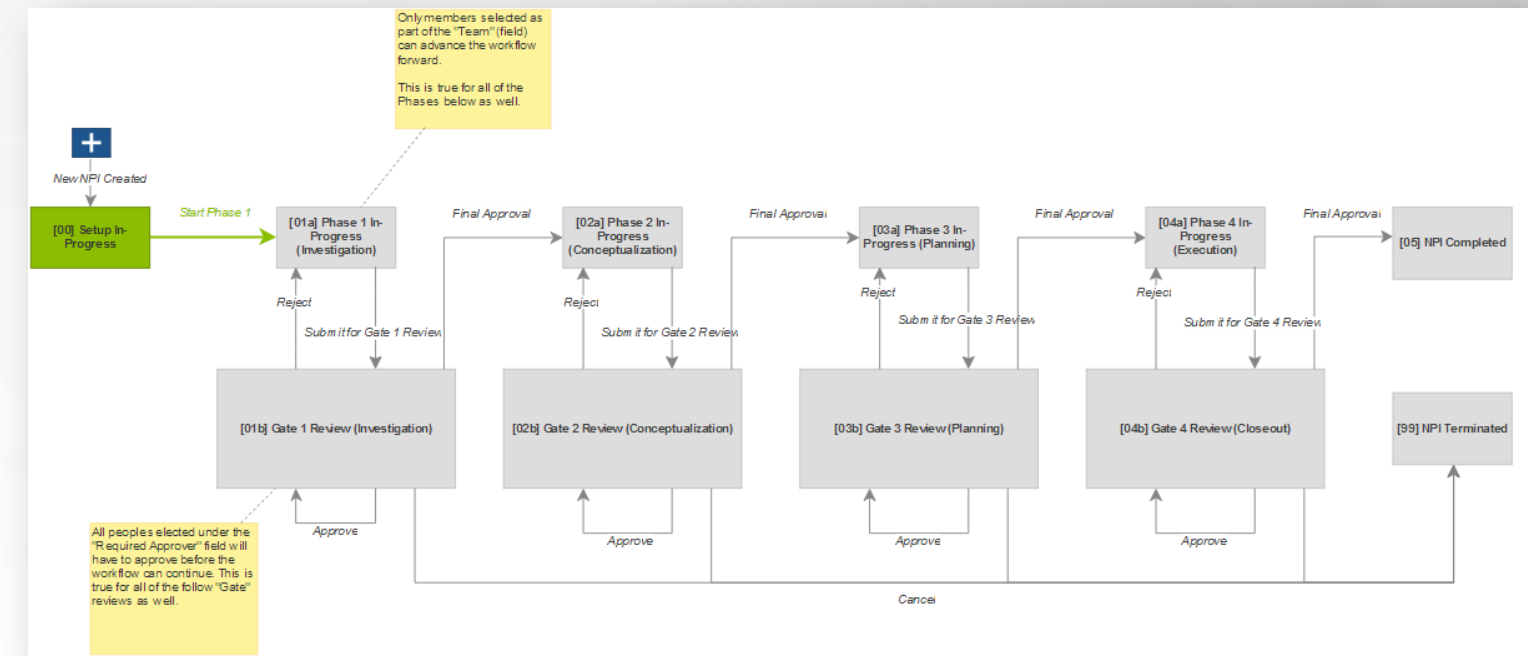 Only members selected as
part of the "Team" (field)
can advance the workflow
forward.
This is true for all of the
Phases below as well.
New NPI Created
[00] Setup In-
Progress
Start Phase 1
[01a] Phase 1 In-
Progress
(Investigation)
Final Approval
[02a] Phase 2 In-
Progress
(Conceptualization)
Final Approval
[03a] Phase 3 In-
Progress (Planning)
Final Approval
[04a] Phase 4 In-
Progress
(Execution)
Final Approval
[05] NPI Completed
Reject
Submit for Gate 1 Review
Reject
Submit for Gate 2 Review
Reject
Submit for Gate 3 Review
Reject
Submit for Gate 4 Review
[01b] Gate 1 Review (Investigation)
[02b] Gate 2 Review (Conceptualization)
[03b] Gate 3 Review (Planning)
[04b] Gate 4 Review (Closeout)
[99] NPI Terminated
Approve
Approve
Approve
Approve
All peoples elected under the
"Required Approver" field will
have to approve before the
workflow can continue. This is
true for all of the follow "Gate"
reviews as well.
Cancel